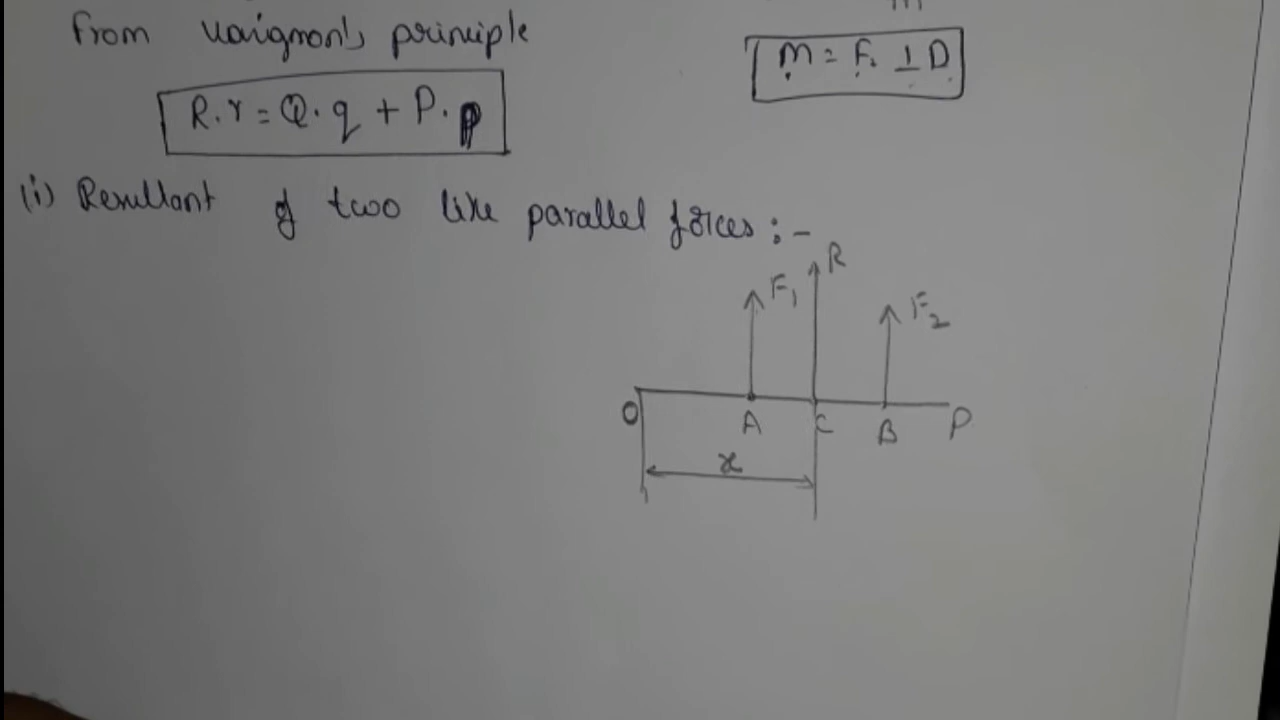 From Varignon's principle
M = F. ⊥ D
R.r = Q.q + P.p
(i) Resultant of two like parallel forces :-
R
F₁
F₂
O A C B P
x